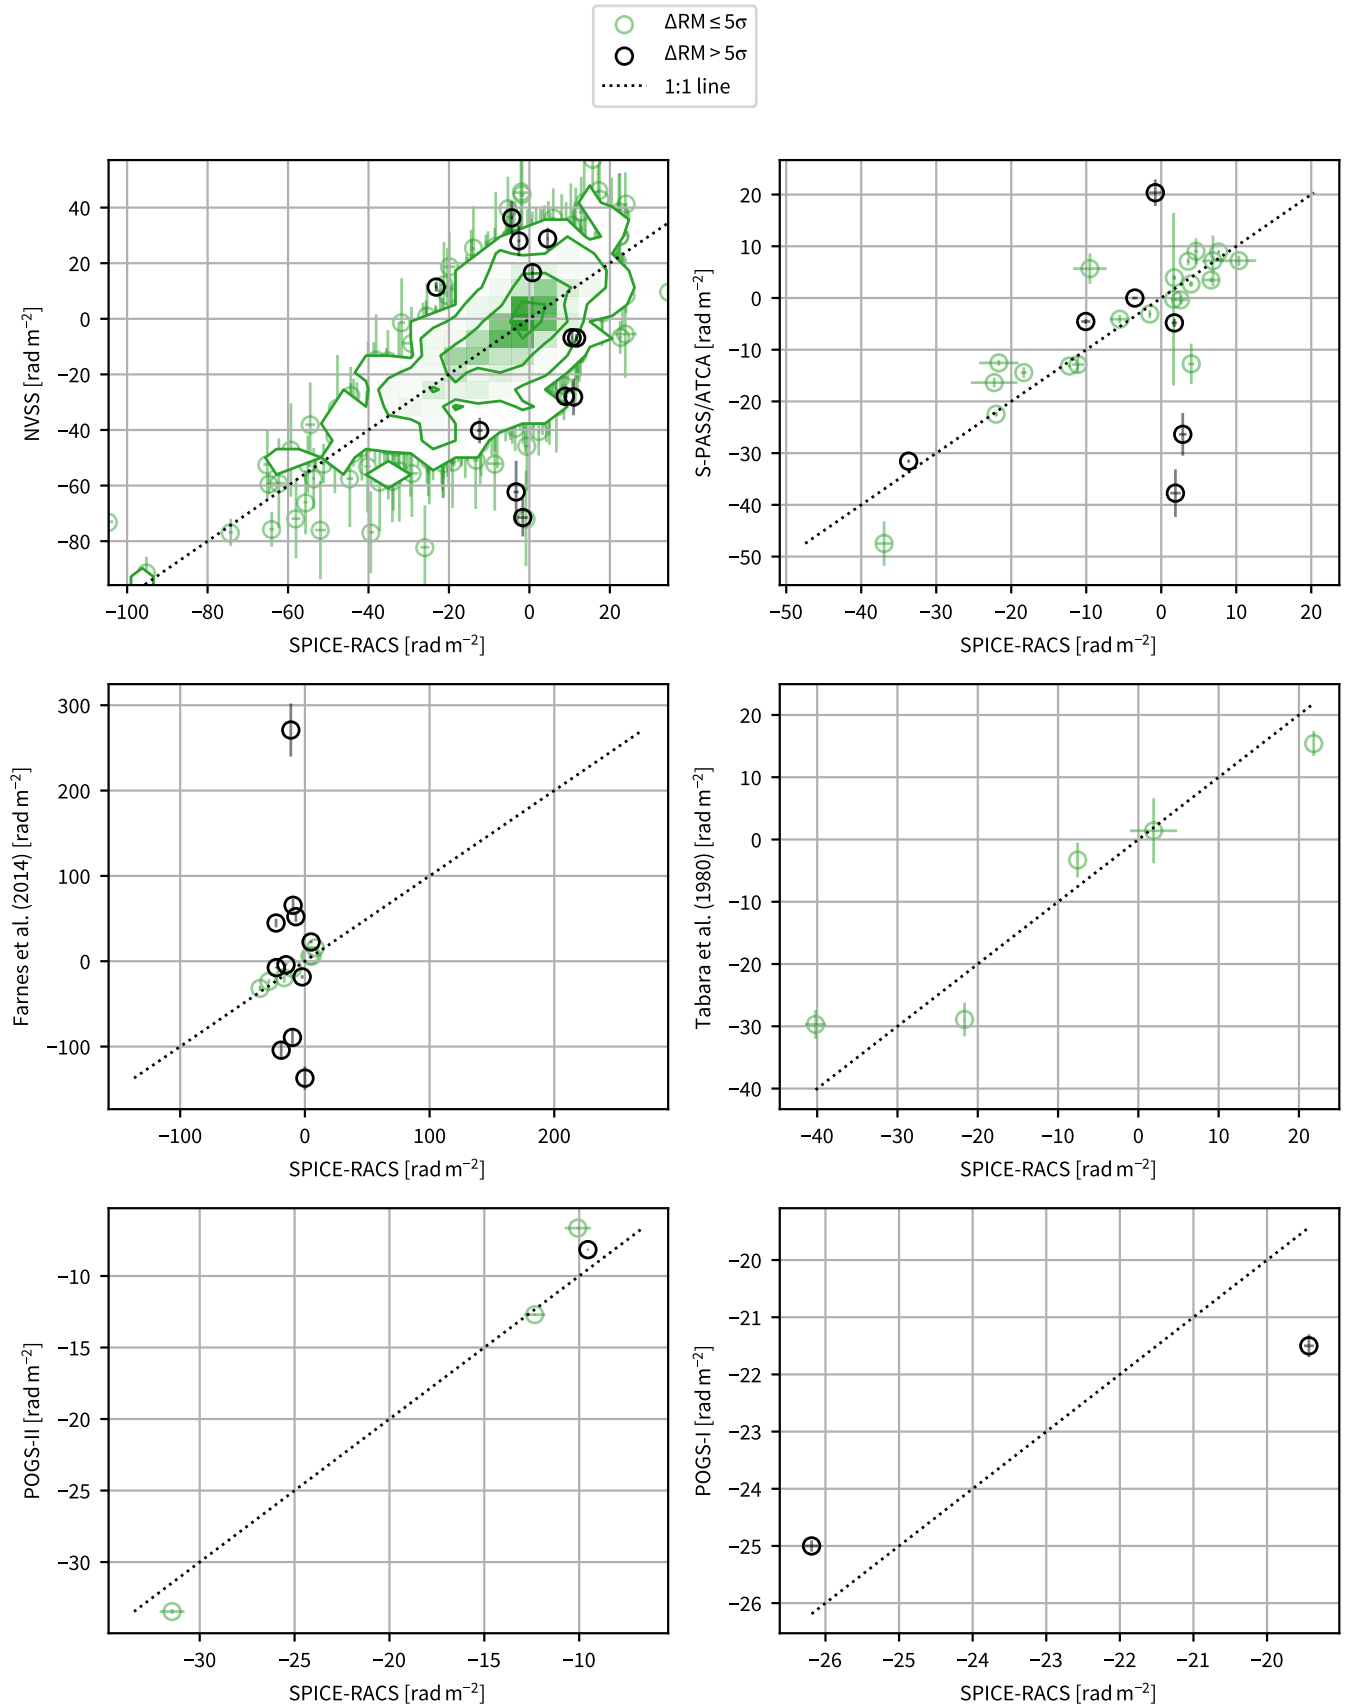 ΔRM ≤ 5σ
ΔRM > 5σ
1:1 line
NVSS [rad m⁻²]
40
20
0
−20
−40
−60
−80
−100 −80 −60 −40 −20 0 20
SPICE-RACS [rad m⁻²]
S-PASS/ATCA [rad m⁻²]
20
10
0
−10
−20
−30
−40
−50
−50 −40 −30 −20 −10 0 10 20
SPICE-RACS [rad m⁻²]
Farnes et al. (2014) [rad m⁻²]
300
200
100
0
−100
−100 0 100 200
SPICE-RACS [rad m⁻²]
Tabara et al. (1980) [rad m⁻²]
20
10
0
−10
−20
−30
−40
−40 −30 −20 −10 0 10 20
SPICE-RACS [rad m⁻²]
POGS-II [rad m⁻²]
−10
−15
−20
−25
−30
−30 −25 −20 −15 −10
SPICE-RACS [rad m⁻²]
POGS-I [rad m⁻²]
−20
−21
−22
−23
−24
−25
−26
−26 −25 −24 −23 −22 −21 −20
SPICE-RACS [rad m⁻²]